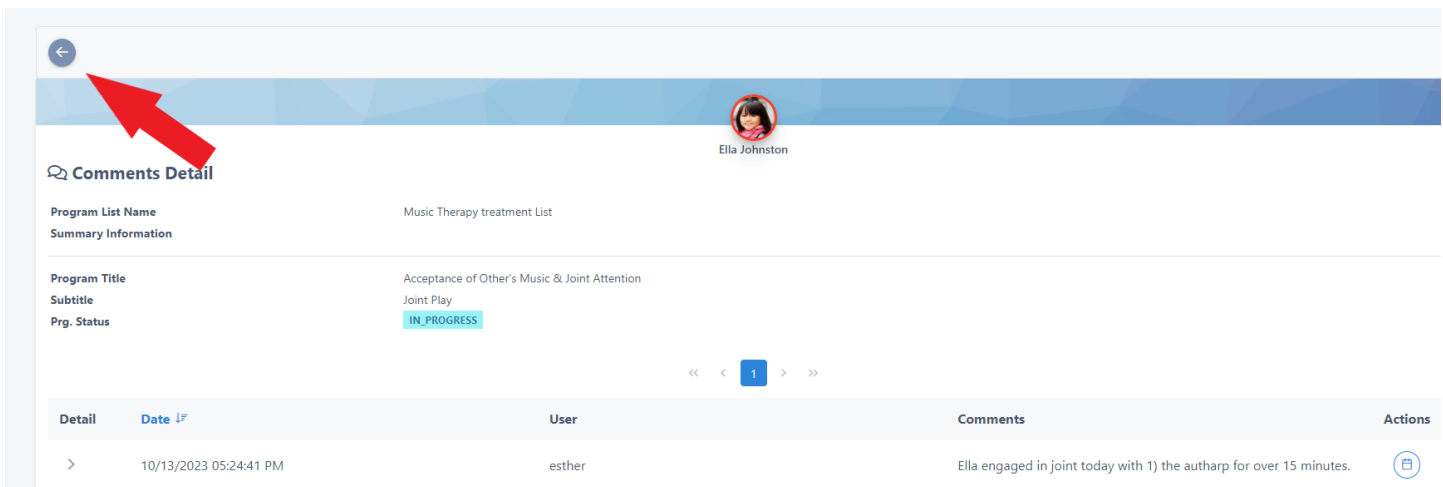 Ella Johnston
Comments Detail
Program List Name Music Therapy treatment List
Summary Information
Program Title Acceptance of Other's Music & Joint Attention
Subtitle Joint Play
Prg. Status IN_PROGRESS
« < 1 > »
Detail Date User Comments Actions
> 10/13/2023 05:24:41 PM esther Ella engaged in joint today with 1) the autharp for over 15 minutes.